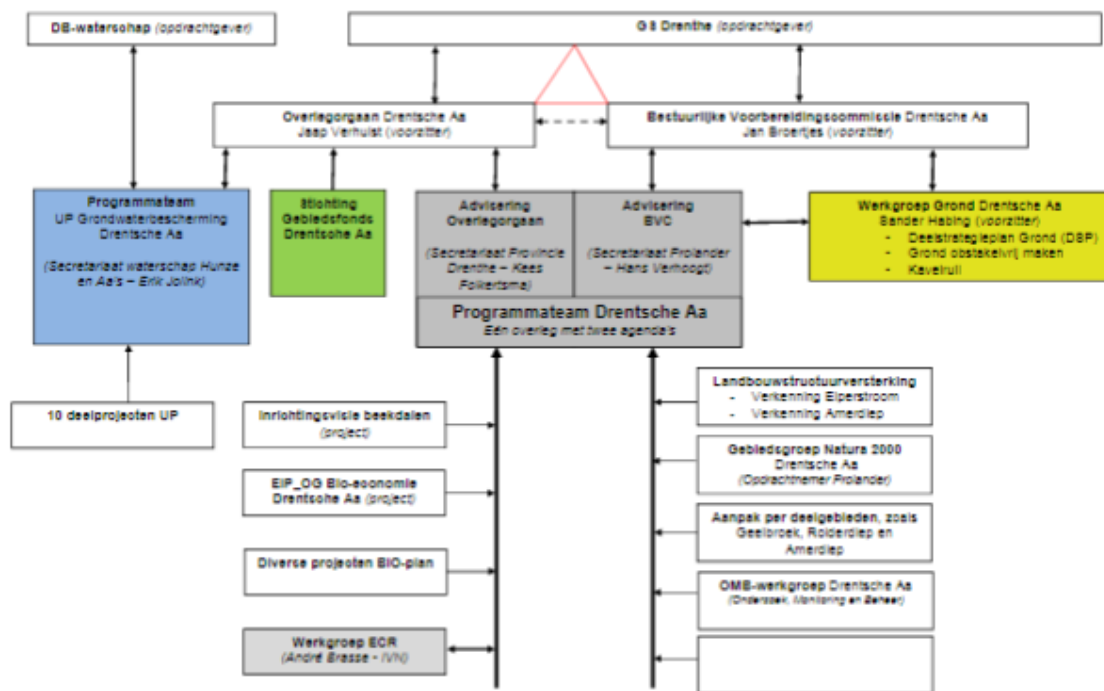 DB-waterschap (opdrachtgever)
GS Drenthe (opdrachtgever)
Overlegorgaan Drentsche Aa
Jaap Verhulst (voorzitter)
Bestuurlijke Voorbereidingscommissie Drentsche Aa
Jan Broertjes (voorzitter)
Programmateam
UP Grondwaterbescherming
Drentsche Aa
(Secretariaat waterschap Hunze
en Aa's – Erik Jolink)
Stichting
Gebiedsfonds
Drentsche Aa
Advisering
Overlegorgaan
(Secretariaat Provincie
Drenthe – Kees
Folkertsma)
Advisering
BVC
(Secretariaat Prolander
– Hans Verhoogt)
Programmateam Drentsche Aa
Eén overleg met twee agenda's
Werkgroep Grond Drentsche Aa
Sander Habing (voorzitter)
- Deelstrategieplan Grond (DSP)
- Grond obstakelvrij maken
- Kavelruil
10 deelprojecten UP
Inrichtingsvisie beekdalen
(project)
EIP_OG Bio-economie
Drentsche Aa (project)
Diverse projecten BIO-plan
Werkgroep ECR
(André Brasse - IVN)
Landbouwstructuurversterking
- Verkenning Elperstroom
- Verkenning Amerdiep
Gebiedsgroep Natura 2000
Drentsche Aa
(Opdrachtnemer Prolander)
Aanpak per deelgebieden, zoals
Geelbroek, Rolderdiep en
Amerdiep
OMB-werkgroep Drentsche Aa
(Onderzoek, Monitoring en Beheer)